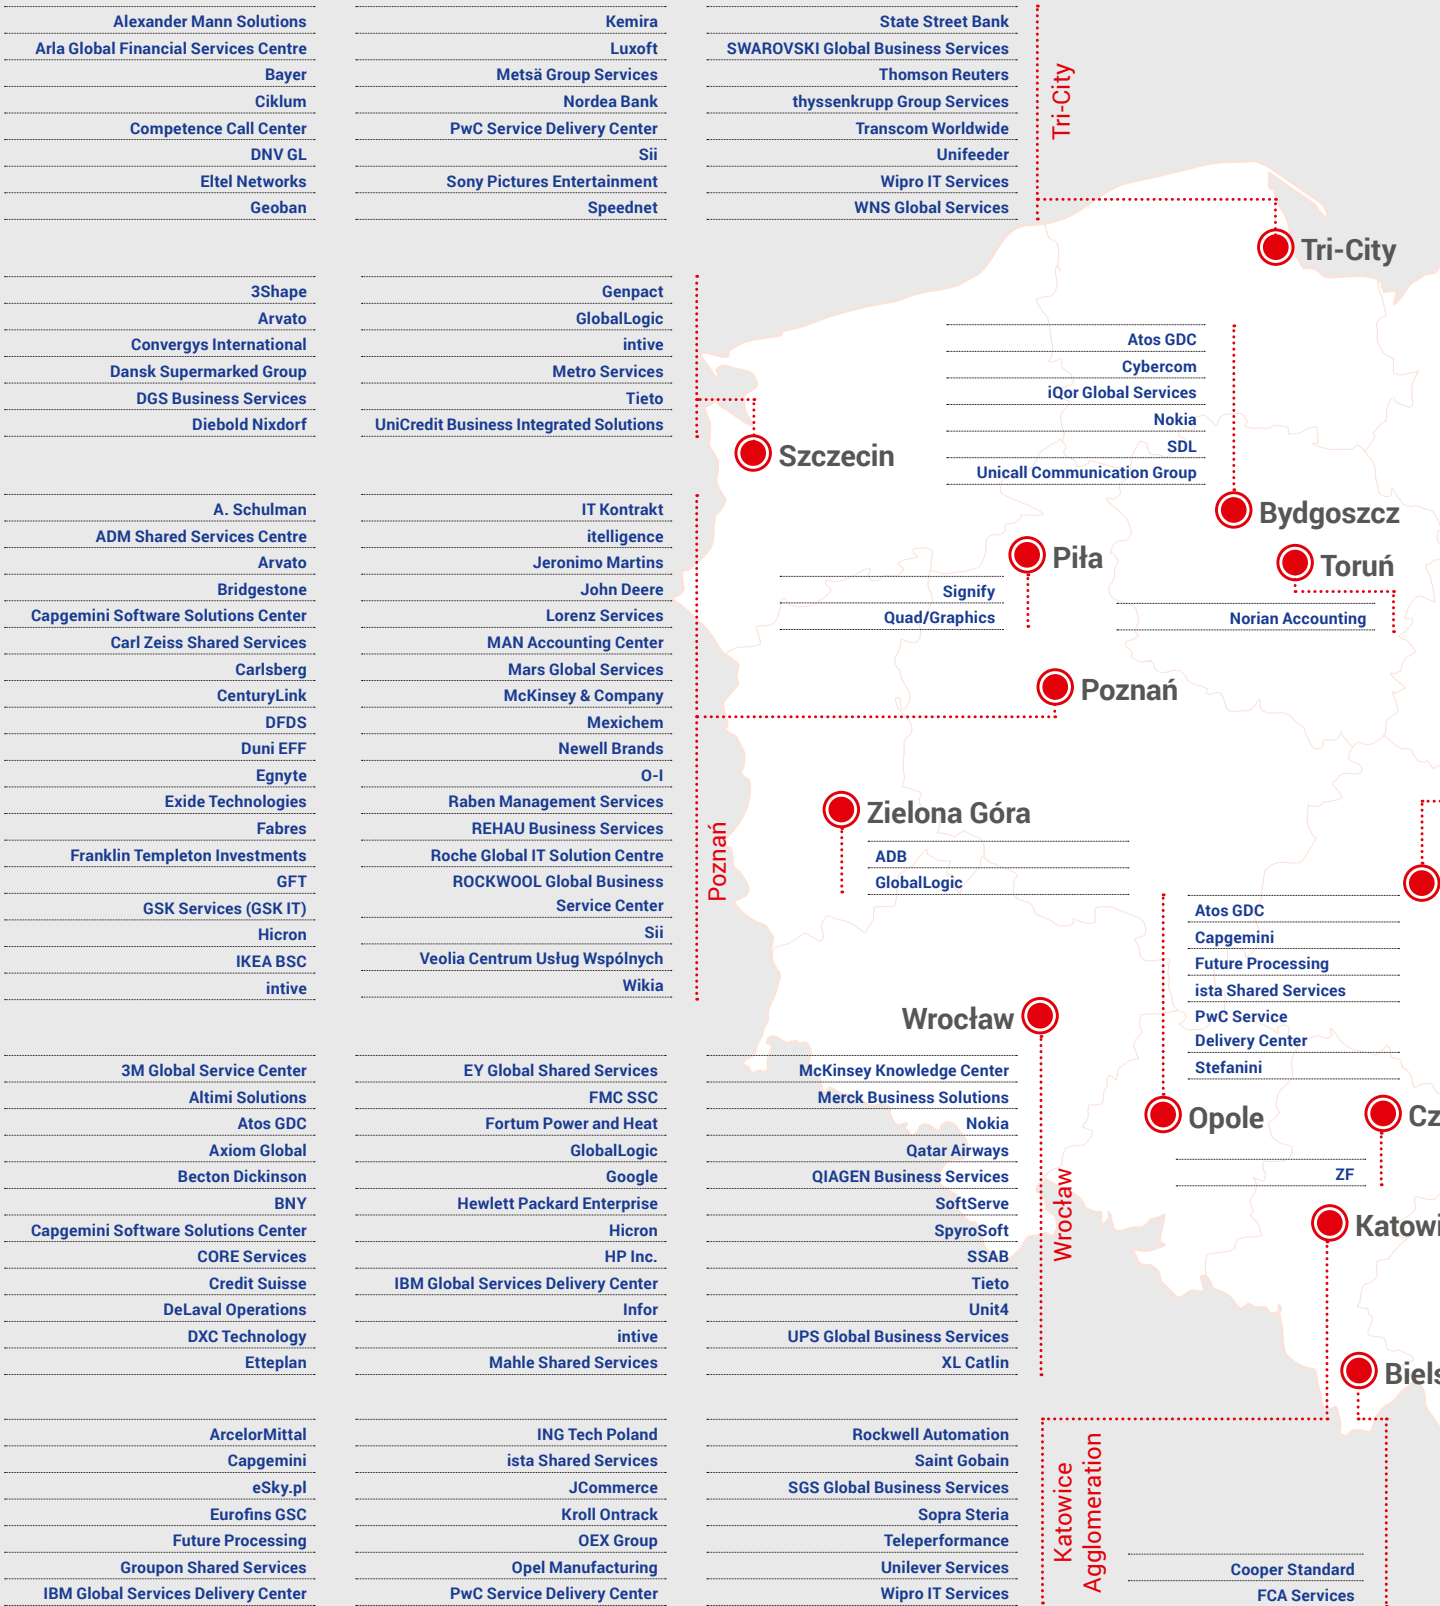 Alexander Mann Solutions
Arla Global Financial Services Centre
Bayer
Ciklum
Competence Call Center
DNV GL
Eltel Networks
Geoban
Kemira
Luxoft
Metsä Group Services
Nordea Bank
PwC Service Delivery Center
Sii
Sony Pictures Entertainment
Speednet
State Street Bank
SWAROVSKI Global Business Services
Thomson Reuters
thyssenkrupp Group Services
Transcom Worldwide
Unifeeder
Wipro IT Services
WNS Global Services
Tri-City
Tri-City
3Shape
Arvato
Convergys International
Dansk Supermarked Group
DGS Business Services
Diebold Nixdorf
Genpact
GlobalLogic
intive
Metro Services
Tieto
UniCredit Business Integrated Solutions
Szczecin
Atos GDC
Cybercom
iQor Global Services
Nokia
SDL
Unicall Communication Group
Bydgoszcz
Piła
Signify
Quad/Graphics
Toruń
Norian Accounting
A. Schulman
ADM Shared Services Centre
Arvato
Bridgestone
Capgemini Software Solutions Center
Carl Zeiss Shared Services
Carlsberg
CenturyLink
DFDS
Duni EFF
Egnyte
Exide Technologies
Fabres
Franklin Templeton Investments
GFT
GSK Services (GSK IT)
Hicron
IKEA BSC
intive
IT Kontrakt
itelligence
Jeronimo Martins
John Deere
Lorenz Services
MAN Accounting Center
Mars Global Services
McKinsey & Company
Mexichem
Newell Brands
O-I
Raben Management Services
REHAU Business Services
Roche Global IT Solution Centre
ROCKWOOL Global Business
Service Center
Sii
Veolia Centrum Usług Wspólnych
Wikia
Poznań
Poznań
Zielona Góra
ADB
GlobalLogic
Atos GDC
Capgemini
Future Processing
ista Shared Services
PwC Service
Delivery Center
Stefanini
Opole
Cz
ZF
Wrocław
3M Global Service Center
Altimi Solutions
Atos GDC
Axiom Global
Becton Dickinson
BNY
Capgemini Software Solutions Center
CORE Services
Credit Suisse
DeLaval Operations
DXC Technology
Etteplan
EY Global Shared Services
FMC SSC
Fortum Power and Heat
GlobalLogic
Google
Hewlett Packard Enterprise
Hicron
HP Inc.
IBM Global Services Delivery Center
Infor
intive
Mahle Shared Services
McKinsey Knowledge Center
Merck Business Solutions
Nokia
Qatar Airways
QIAGEN Business Services
SoftServe
SpyroSoft
SSAB
Tieto
Unit4
UPS Global Business Services
XL Catlin
Wrocław
Katowi
Biels
ArcelorMittal
Capgemini
eSky.pl
Eurofins GSC
Future Processing
Groupon Shared Services
IBM Global Services Delivery Center
ING Tech Poland
ista Shared Services
JCommerce
Kroll Ontrack
OEX Group
Opel Manufacturing
PwC Service Delivery Center
Rockwell Automation
Saint Gobain
SGS Global Business Services
Sopra Steria
Teleperformance
Unilever Services
Wipro IT Services
Katowice
Agglomeration
Cooper Standard
FCA Services